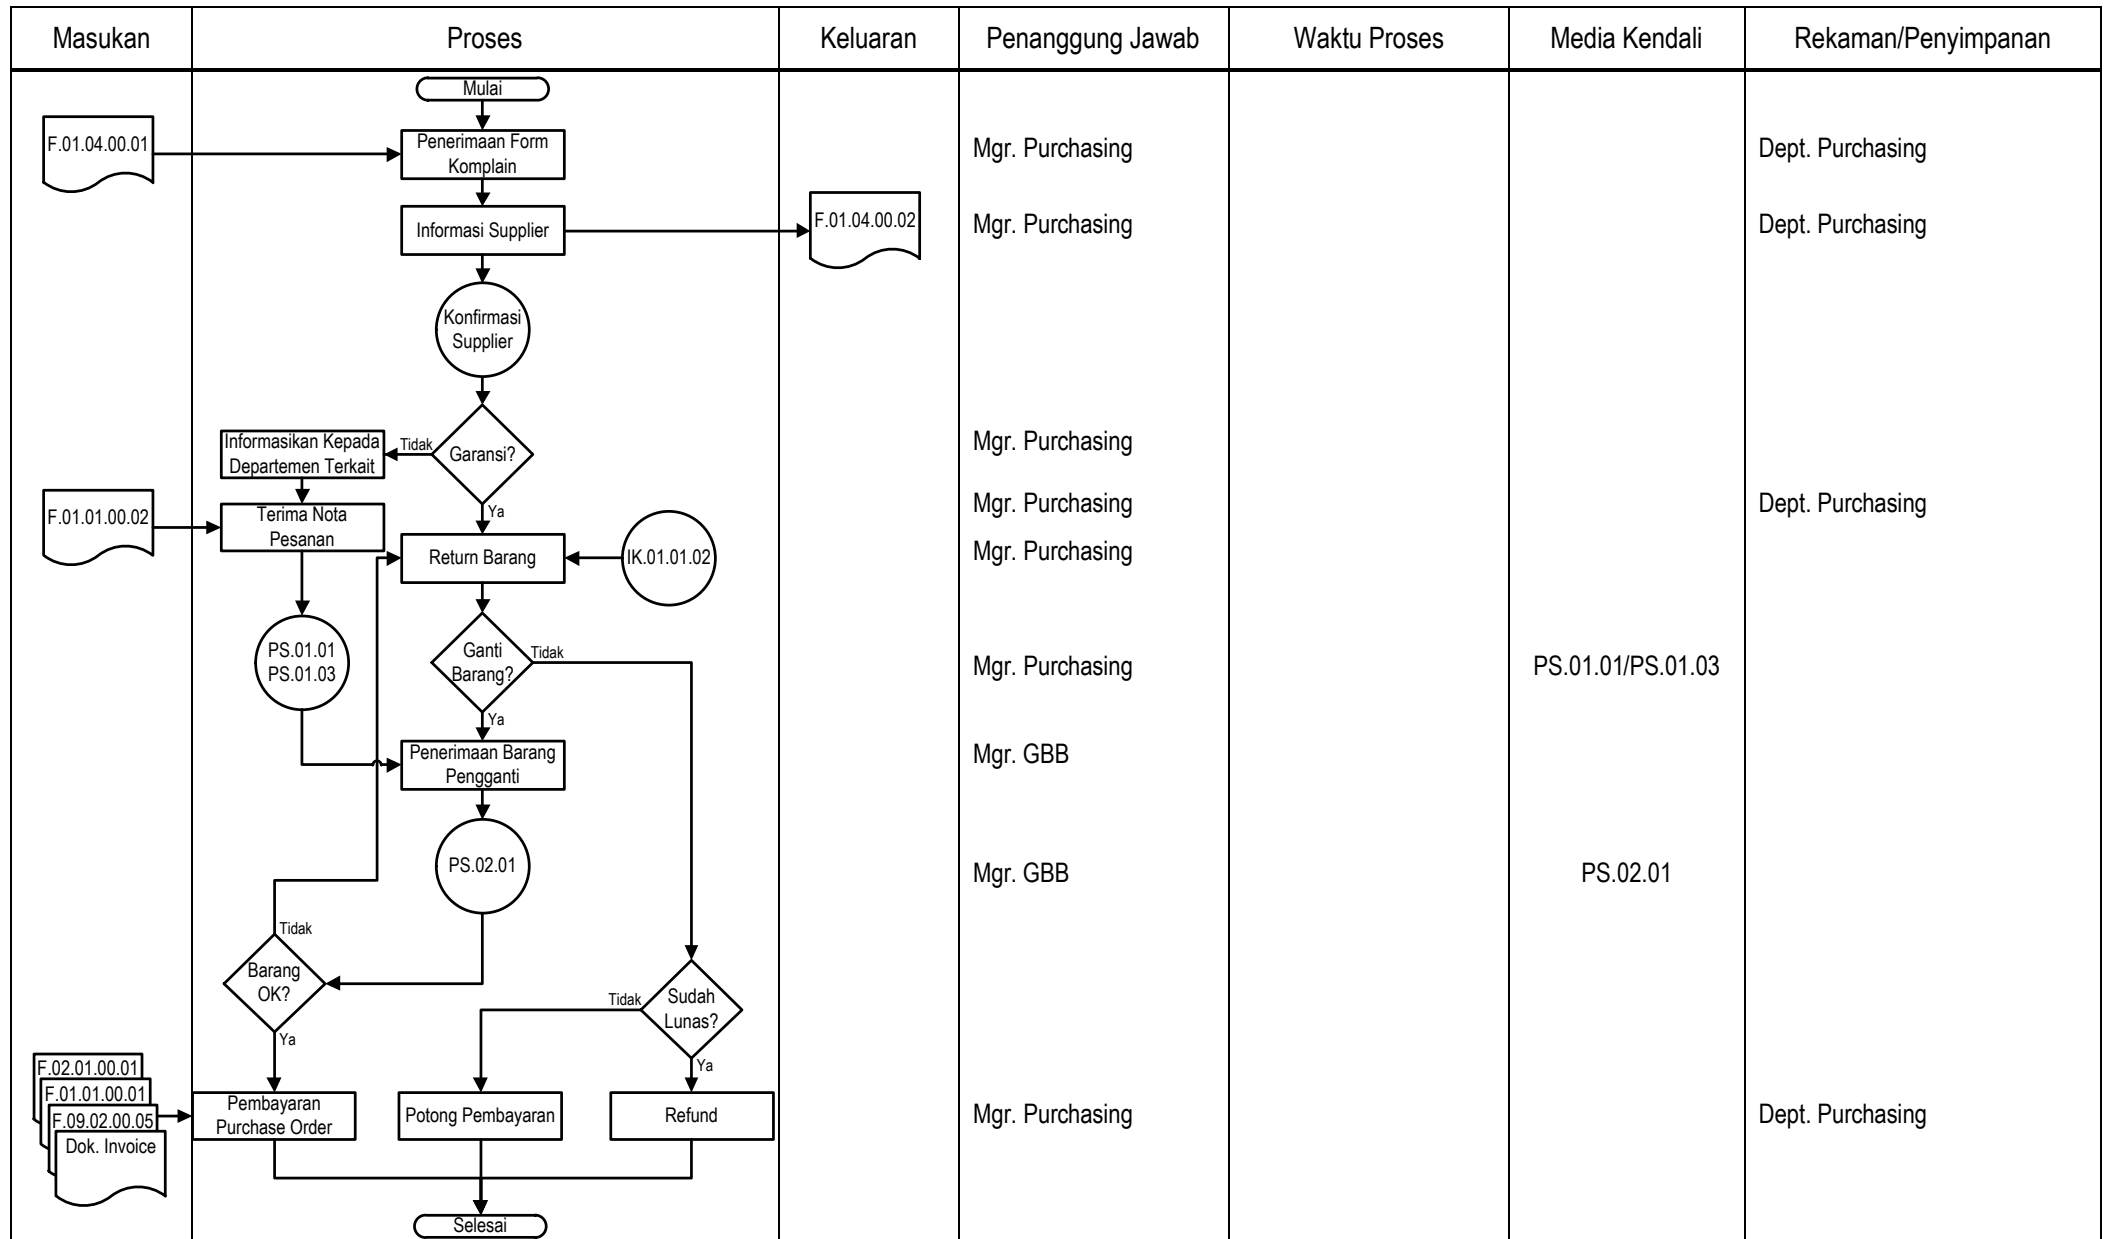 Masukan
Proses
Keluaran
Penanggung Jawab
Waktu Proses
Media Kendali
Rekaman/Penyimpanan
Mulai
F.01.04.00.01
Penerimaan Form
Komplain
Mgr. Purchasing
Dept. Purchasing
Informasi Supplier
F.01.04.00.02
Mgr. Purchasing
Dept. Purchasing
Konfirmasi
Supplier
Informasikan Kepada
Departemen Terkait
Tidak
Garansi?
Mgr. Purchasing
Ya
F.01.01.00.02
Terima Nota
Pesanan
Mgr. Purchasing
Dept. Purchasing
Return Barang
IK.01.01.02
Mgr. Purchasing
PS.01.01
PS.01.03
Ganti
Barang?
Tidak
Mgr. Purchasing
PS.01.01/PS.01.03
Ya
Penerimaan Barang
Pengganti
Mgr. GBB
PS.02.01
Mgr. GBB
PS.02.01
Tidak
Barang
OK?
Ya
Tidak
Sudah
Lunas?
Ya
F.02.01.00.01
F.01.01.00.01
F.09.02.00.05
Dok. Invoice
Pembayaran
Purchase Order
Potong Pembayaran
Refund
Mgr. Purchasing
Dept. Purchasing
Selesai